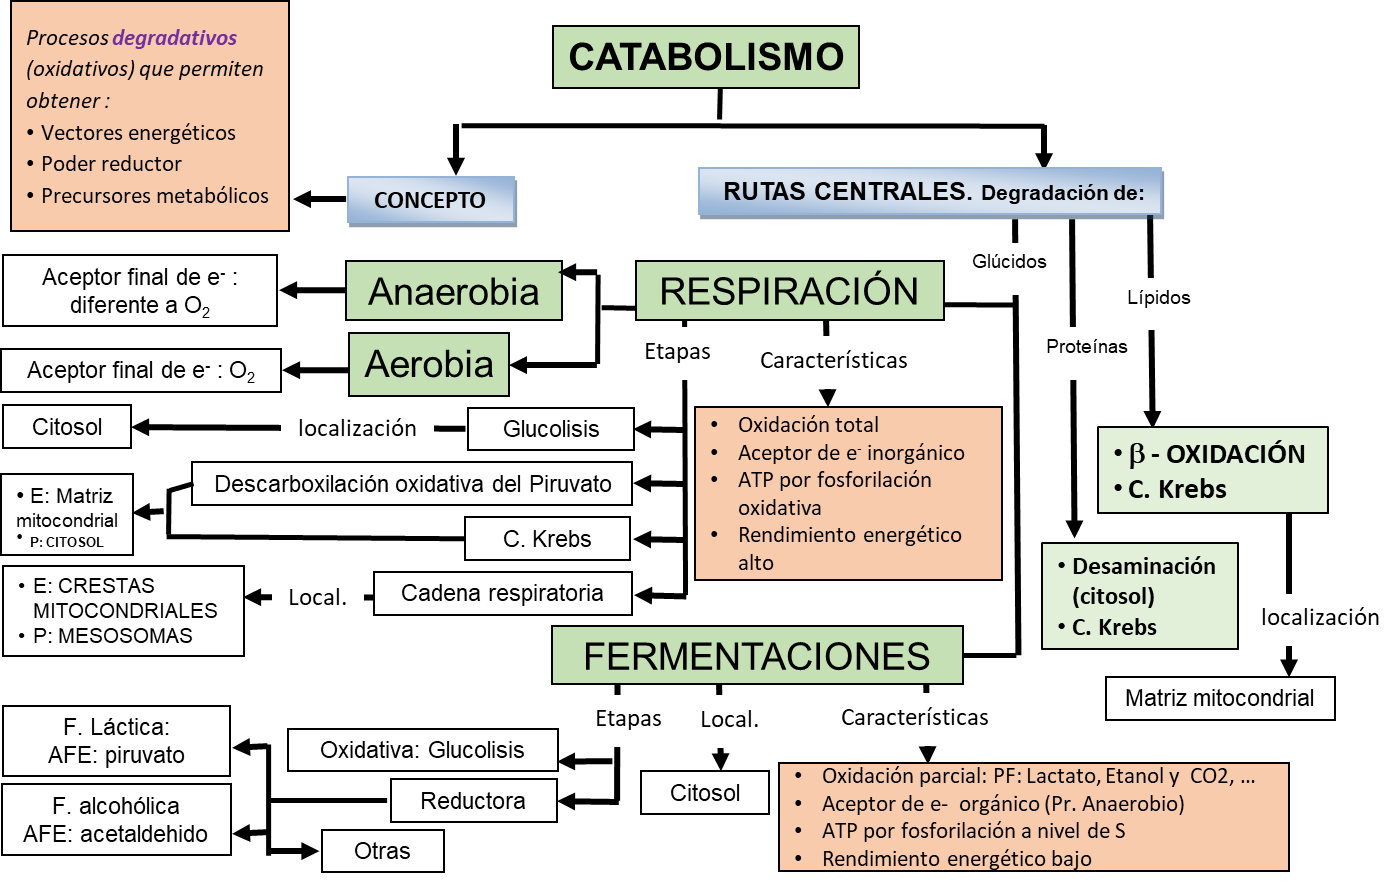 CATABOLISMO
Procesos degradativos
(oxidativos) que permiten
obtener :
• Vectores energéticos
• Poder reductor
• Precursores metabólicos
CONCEPTO
RUTAS CENTRALES. Degradación de:
Glúcidos
Proteínas
Lípidos
RESPIRACIÓN
Anaerobia
Aceptor final de e- :
diferente a O2
Aerobia
Aceptor final de e- : O2
Etapas
Características
Glucolisis
localización
Citosol
Descarboxilación oxidativa del Piruvato
C. Krebs
• E: Matriz
mitocondrial
• P: CITOSOL
Cadena respiratoria
Local.
• E: CRESTAS
MITOCONDRIALES
• P: MESOSOMAS
• Oxidación total
• Aceptor de e- inorgánico
• ATP por fosforilación
oxidativa
• Rendimiento energético
alto
• β - OXIDACIÓN
• C. Krebs
• Desaminación
(citosol)
• C. Krebs
localización
Matriz mitocondrial
FERMENTACIONES
Etapas
Local.
Características
Oxidativa: Glucolisis
Reductora
F. Láctica:
AFE: piruvato
F. alcohólica
AFE: acetaldehido
Otras
Citosol
• Oxidación parcial: PF: Lactato, Etanol y CO2, ...
• Aceptor de e- orgánico (Pr. Anaerobio)
• ATP por fosforilación a nivel de S
• Rendimiento energético bajo